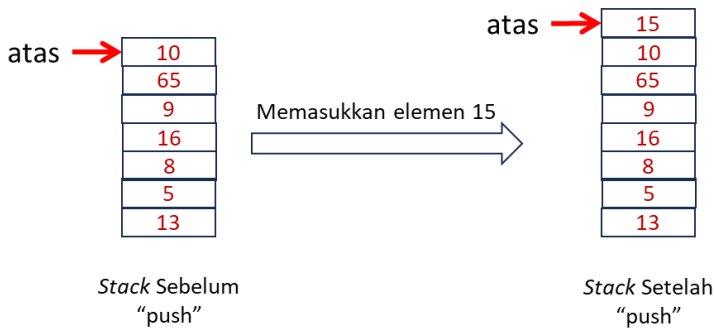 atas
10
65
9
16
8
5
13
Stack Sebelum
“push”
Memasukkan elemen 15
atas
15
10
65
9
16
8
5
13
Stack Setelah
“push”